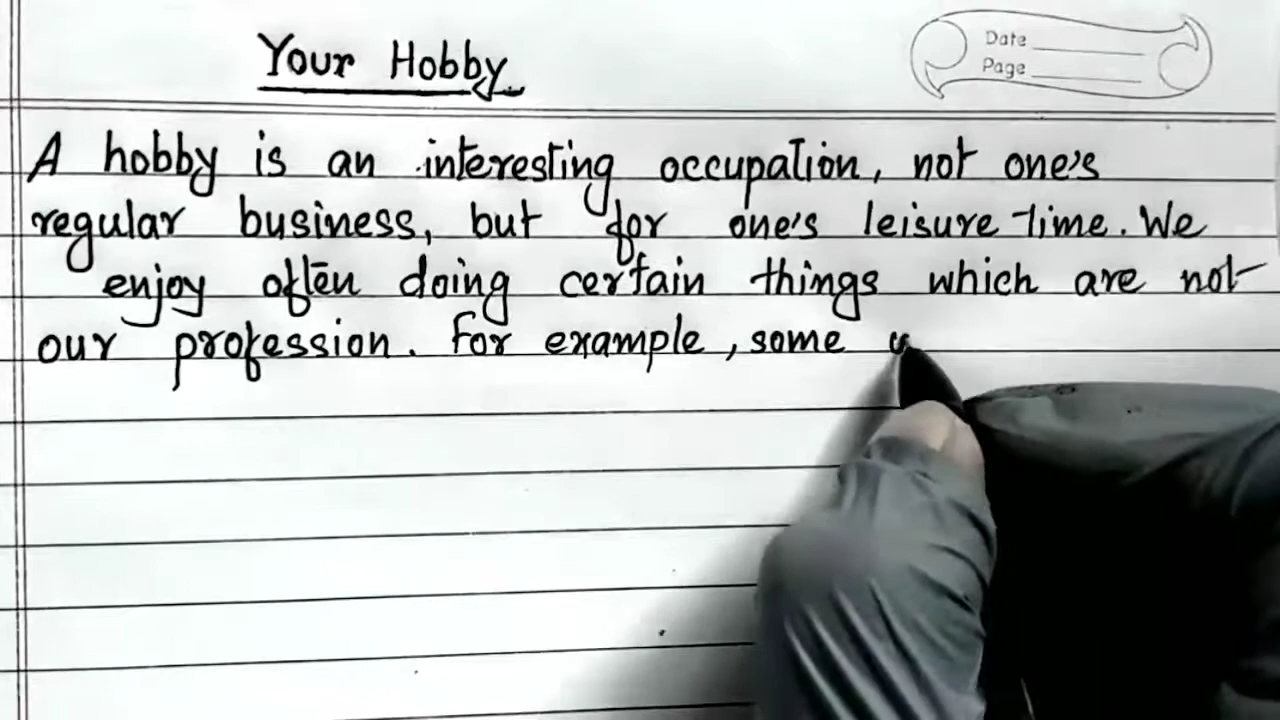 Your Hobby
Date
Page
A hobby is an interesting occupation, not one's
regular business, but for one's leisure time. We
enjoy often doing certain things which are not
our profession. For example, some